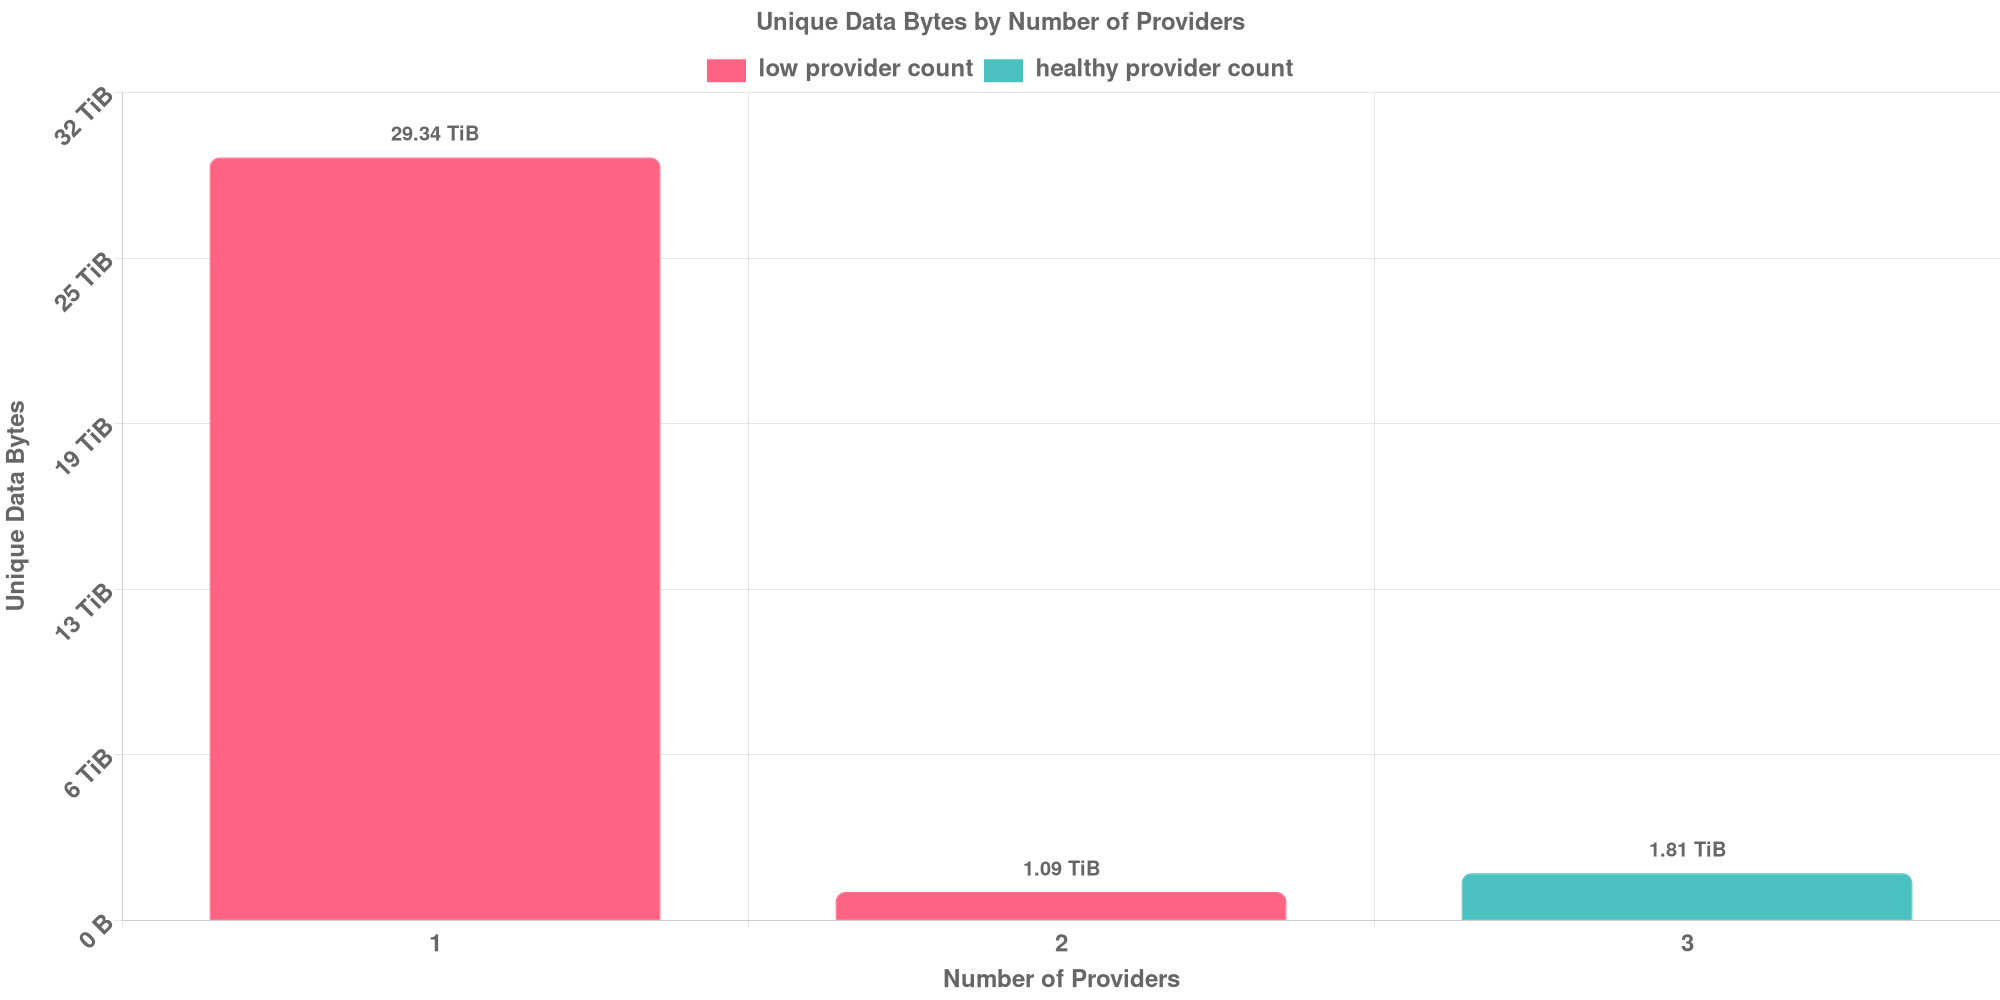 Unique Data Bytes by Number of Providers
low provider count
healthy provider count
32 TiB
25 TiB
19 TiB
13 TiB
6 TiB
0 B
Unique Data Bytes
29.34 TiB
1.09 TiB
1.81 TiB
1
2
3
Number of Providers